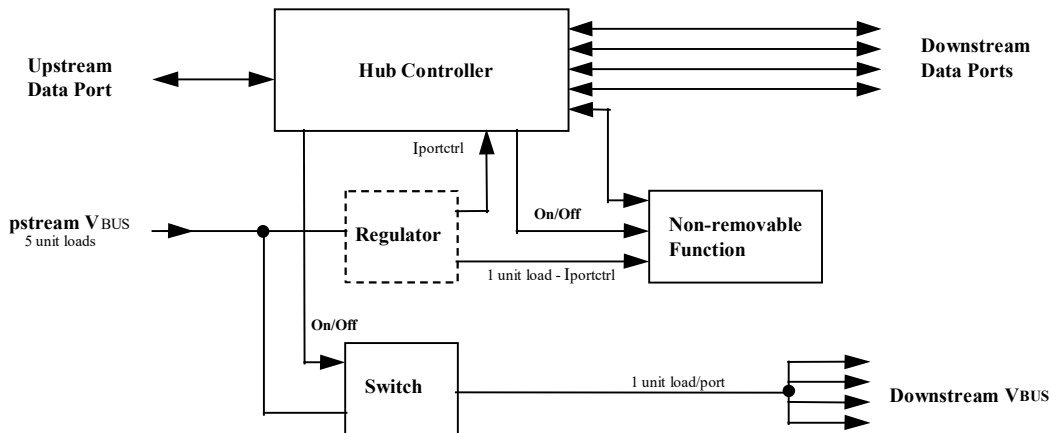 Upstream
Data Port
Hub Controller
Downstream
Data Ports
Iportctrl
pstream VBUS
5 unit loads
Regulator
On/Off
Non-removable
Function
1 unit load - Iportctrl
On/Off
Switch
1 unit load/port
Downstream VBUS